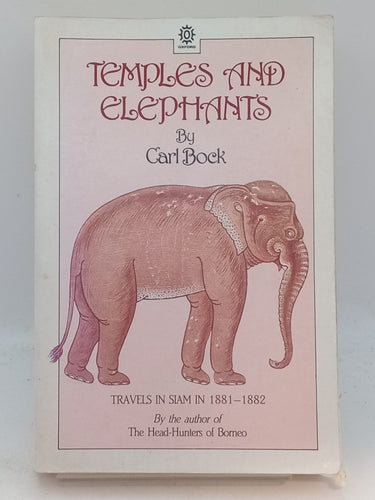 OXFORD
TEMPLES AND
ELEPHANTS
By
Carl Bock
TRAVELS IN SIAM IN 1881–1882
By the author of
The Head-Hunters of Borneo